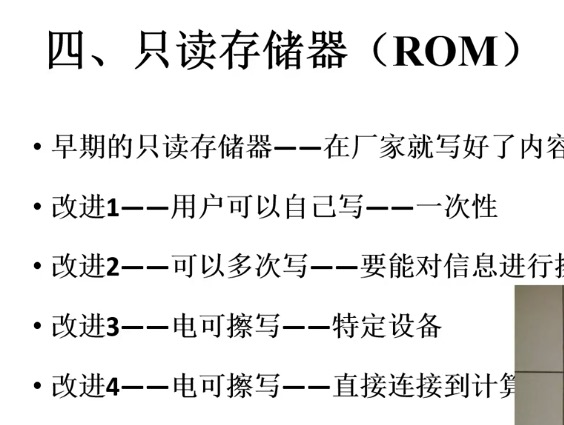 四、只读存储器（ROM）
• 早期的只读存储器——在厂家就写好了内容
• 改进1——用户可以自己写——一次性
• 改进2——可以多次写——要能对信息进行
• 改进3——电可擦写——特定设备
• 改进4——电可擦写——直接连接到计算